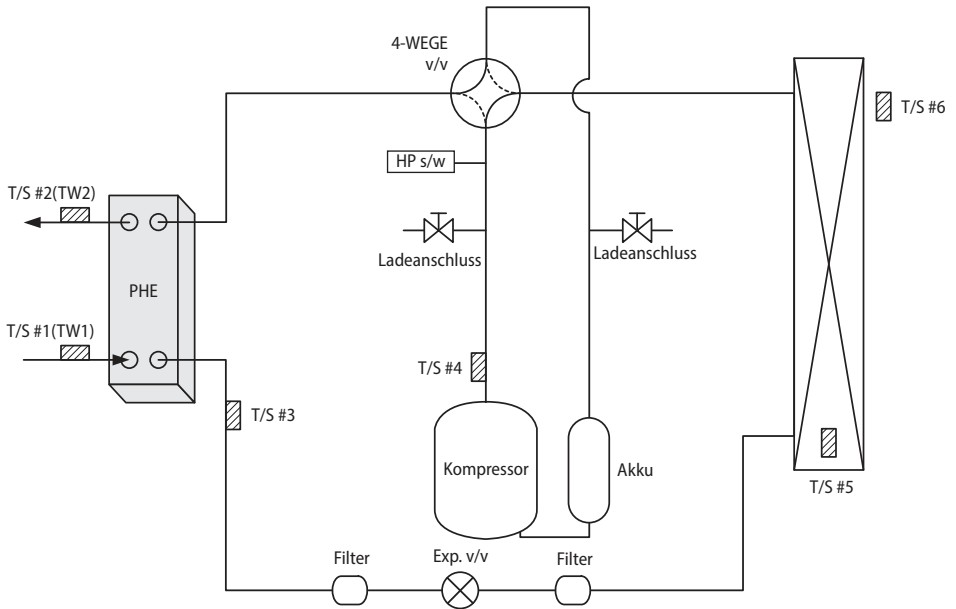 4-WEGE
v/v
T/S #6
HP s/w
T/S #2(TW2)
Ladeanschluss
Ladeanschluss
PHE
T/S #1(TW1)
T/S #4
T/S #3
Kompressor
Akku
T/S #5
Filter
Exp. v/v
Filter